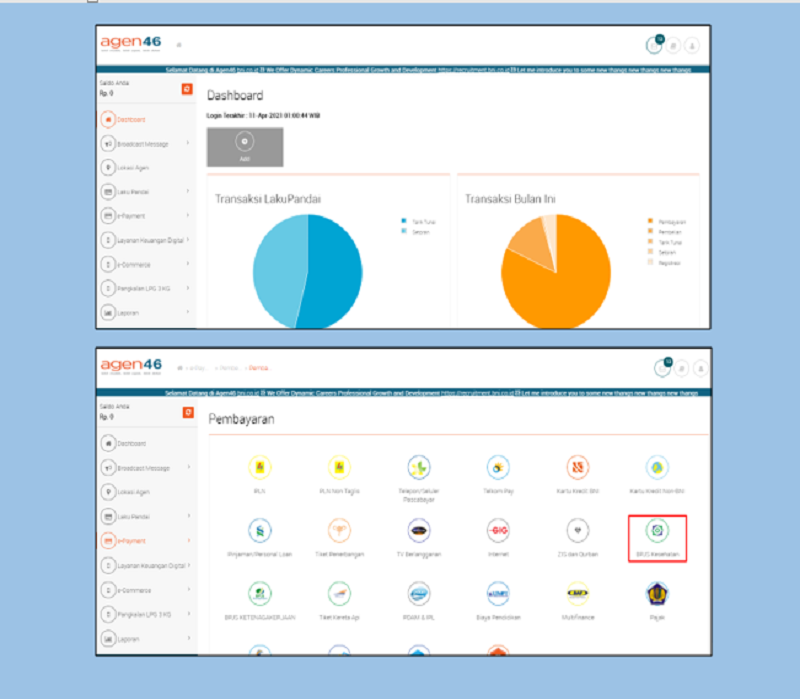 agen46
Selamat Datang di Agen46 bni.co.id We Offer Dynamic Careers Professional Growth and Development https://recruitment.bni.co.id Let me introduce you to some new thangs new thangs new thangs
Saldo Anda
Rp. 0
Dashboard
Login Terakhir : 11-Apr-2021 01:00:44 WIB
Add
Dashboard
Broadcast Message
Lokasi Agen
Laku Pandai
e-Payment
Layanan Keuangan Digital
e-Commerce
Pangkalan LPG 3 KG
Laporan
Transaksi LakuPandai
Tarik Tunai
Setoran
Transaksi Bulan Ini
Pembayaran
Pembelian
Tarik Tunai
Setoran
Registrasi
agen46
Selamat Datang di Agen46 bni.co.id We Offer Dynamic Careers Professional Growth and Development https://recruitment.bni.co.id Let me introduce you to some new thangs new thangs new thangs
Saldo Anda
Rp. 0
Pembayaran
Dashboard
Broadcast Message
Lokasi Agen
Laku Pandai
e-Payment
Layanan Keuangan Digital
e-Commerce
Pangkalan LPG 3 KG
Laporan
PLN
PLN Non Taglis
Telepon/Seluler Pascabayar
Telkom Pay
Kartu Kredit BNI
Kartu Kredit Non-BNI
Pinjaman/Personal Loan
Tiket Penerbangan
TV Berlangganan
Internet
ZIS dan Qurban
BPJS Kesehatan
BPJS KETENAGAKERJAAN
Tiket Kereta Api
PDAM & IPL
Biaya Pendidikan
Multifinance
Pajak